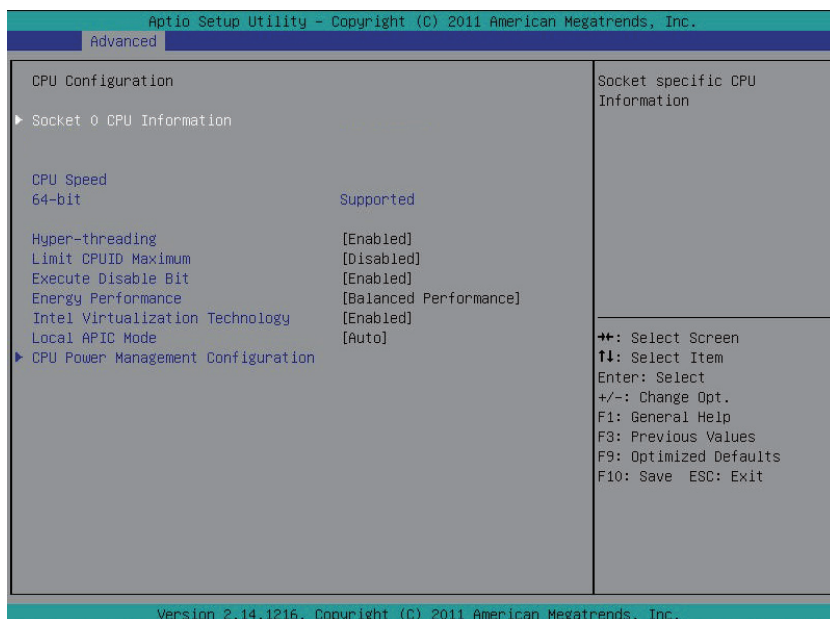 Aptio Setup Utility – Copyright (C) 2011 American Megatrends, Inc.
Advanced
CPU Configuration
Socket 0 CPU Information
CPU Speed
64-bit Supported
Hyper-threading [Enabled]
Limit CPUID Maximum [Disabled]
Execute Disable Bit [Enabled]
Energy Performance [Balanced Performance]
Intel Virtualization Technology [Enabled]
Local APIC Mode [Auto]
CPU Power Management Configuration
Socket specific CPU
Information
→←: Select Screen
↑↓: Select Item
Enter: Select
+/-: Change Opt.
F1: General Help
F3: Previous Values
F9: Optimized Defaults
F10: Save ESC: Exit
Version 2.14.1216. Copyright (C) 2011 American Megatrends, Inc.